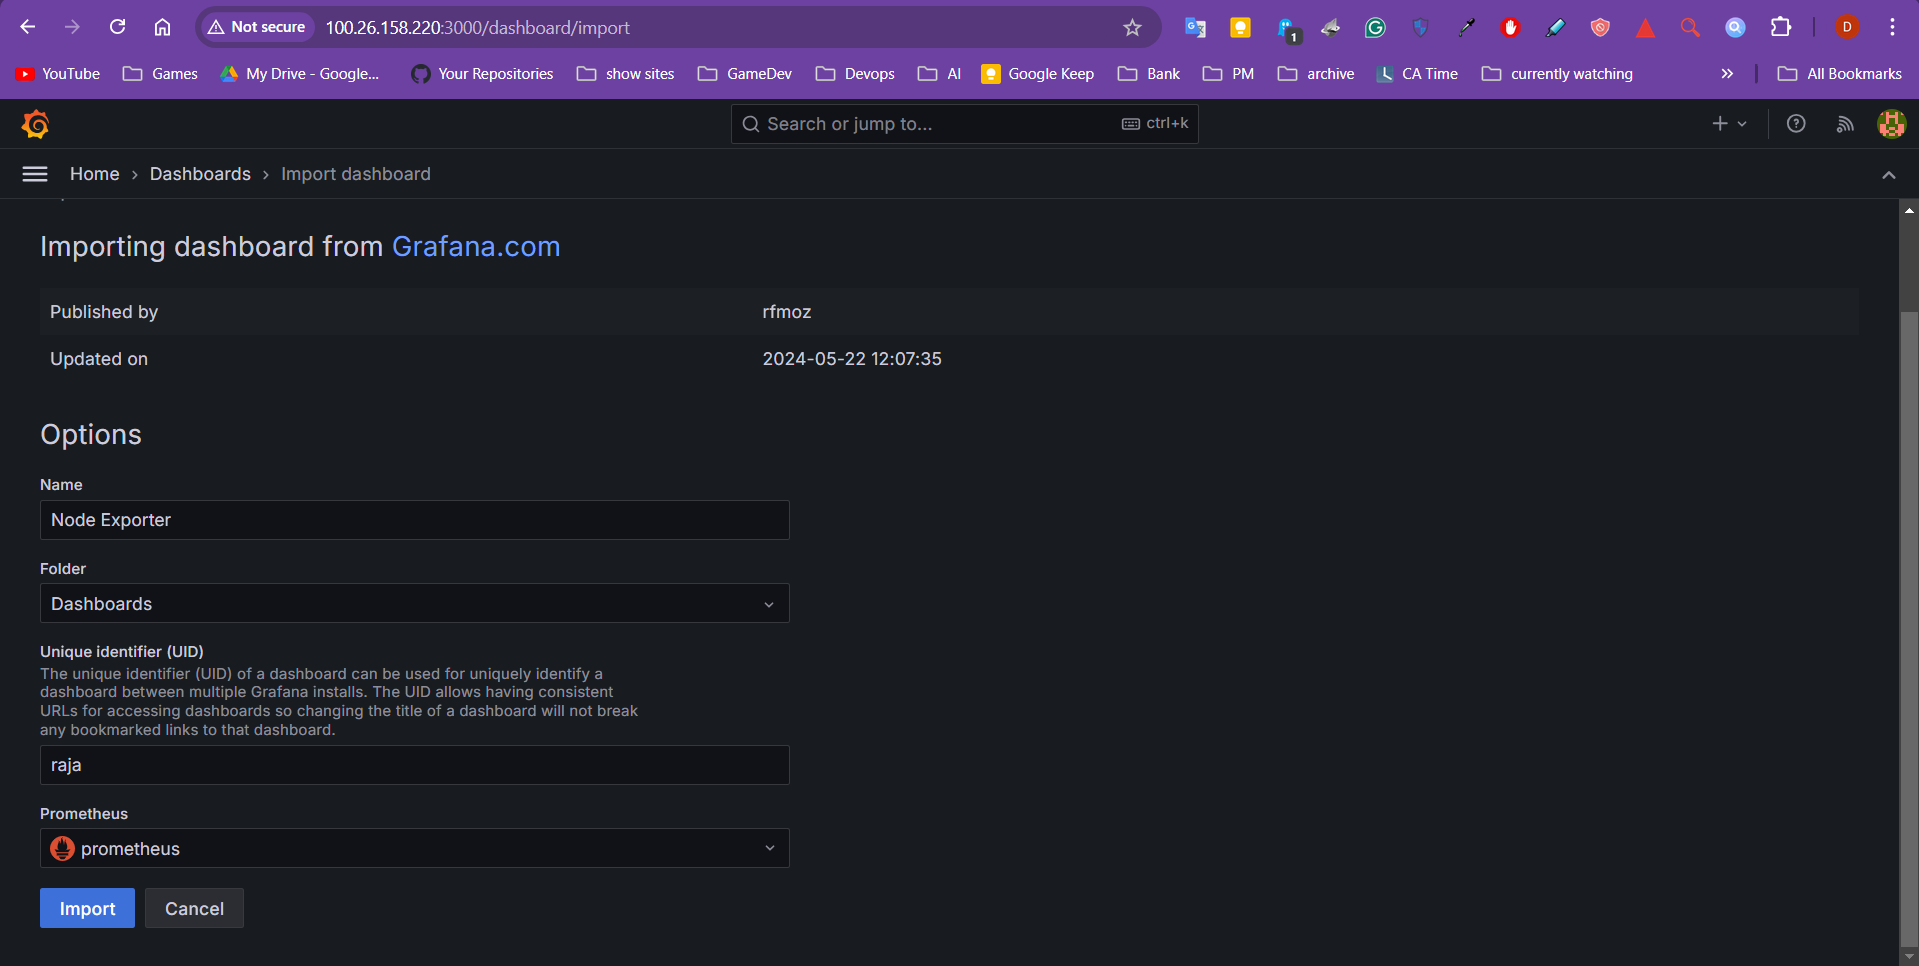 Not secure 100.26.158.220:3000/dashboard/import
1
D
YouTube Games My Drive - Google... Your Repositories show sites GameDev Devops AI Google Keep Bank PM archive CA Time currently watching » All Bookmarks
Search or jump to... ctrl+k
Home › Dashboards › Import dashboard
Importing dashboard from Grafana.com
Published by rfmoz
Updated on 2024-05-22 12:07:35
Options
Name
Node Exporter
Folder
Dashboards
Unique identifier (UID)
The unique identifier (UID) of a dashboard can be used for uniquely identify a
dashboard between multiple Grafana installs. The UID allows having consistent
URLs for accessing dashboards so changing the title of a dashboard will not break
any bookmarked links to that dashboard.
raja
Prometheus
prometheus
Import Cancel